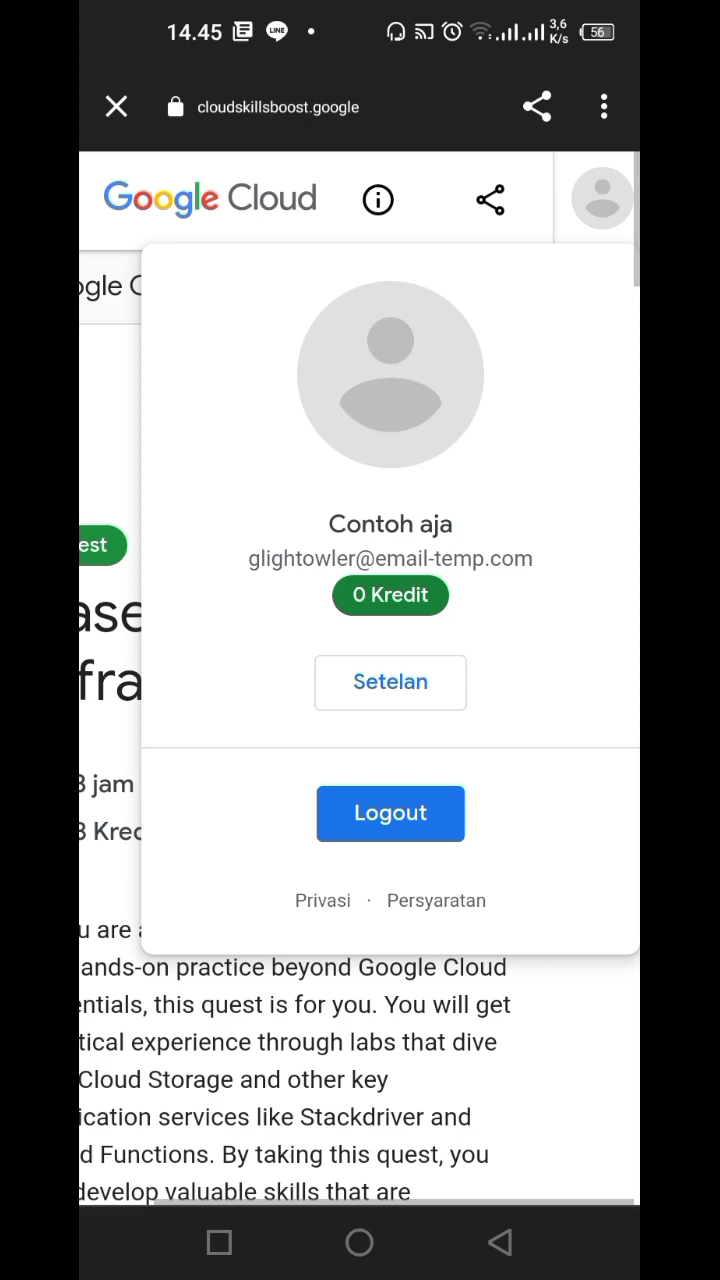 14.45 LINE 3,6 K/s 56
cloudskillsboost.google
Google Cloud
ogle C
Contoh aja
glightowler@email-temp.com
0 Kredit
est
ase
fra
Setelan
3 jam
3 Krec
Logout
Privasi · Persyaratan
u are a
ands-on practice beyond Google Cloud
entials, this quest is for you. You will get
tical experience through labs that dive
Cloud Storage and other key
ication services like Stackdriver and
d Functions. By taking this quest, you
develop valuable skills that are